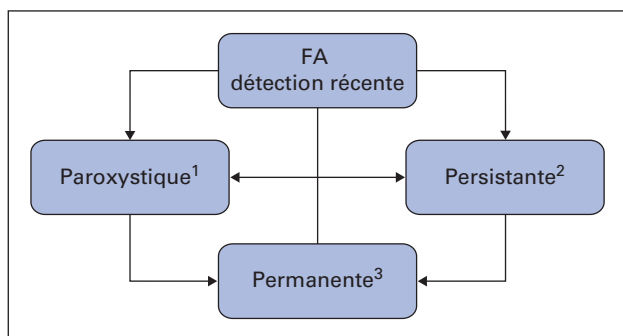 FA
détection récente
Paroxystique¹
Persistante²
Permanente³